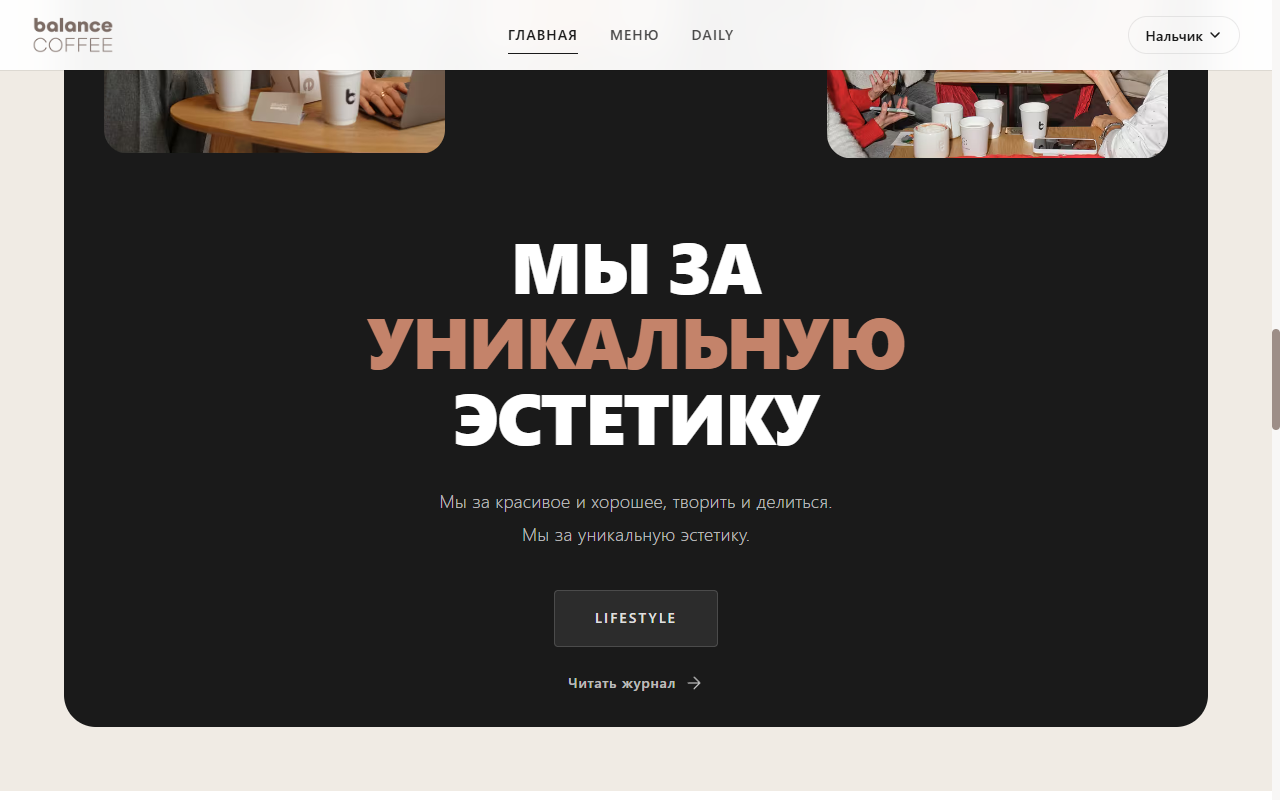 balance
COFFEE
ГЛАВНАЯ
МЕНЮ
DAILY
Нальчик
МЫ ЗА
УНИКАЛЬНУЮ
ЭСТЕТИКУ
Мы за красивое и хорошее, творить и делиться.
Мы за уникальную эстетику.
LIFESTYLE
Читать журнал